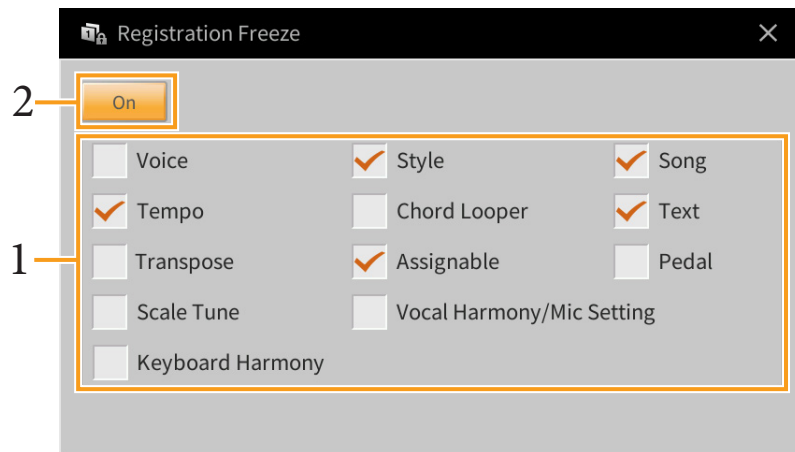 Registration Freeze
2 On
Voice Style Song
Tempo Chord Looper Text
1 Transpose Assignable Pedal
Scale Tune Vocal Harmony/Mic Setting
Keyboard Harmony